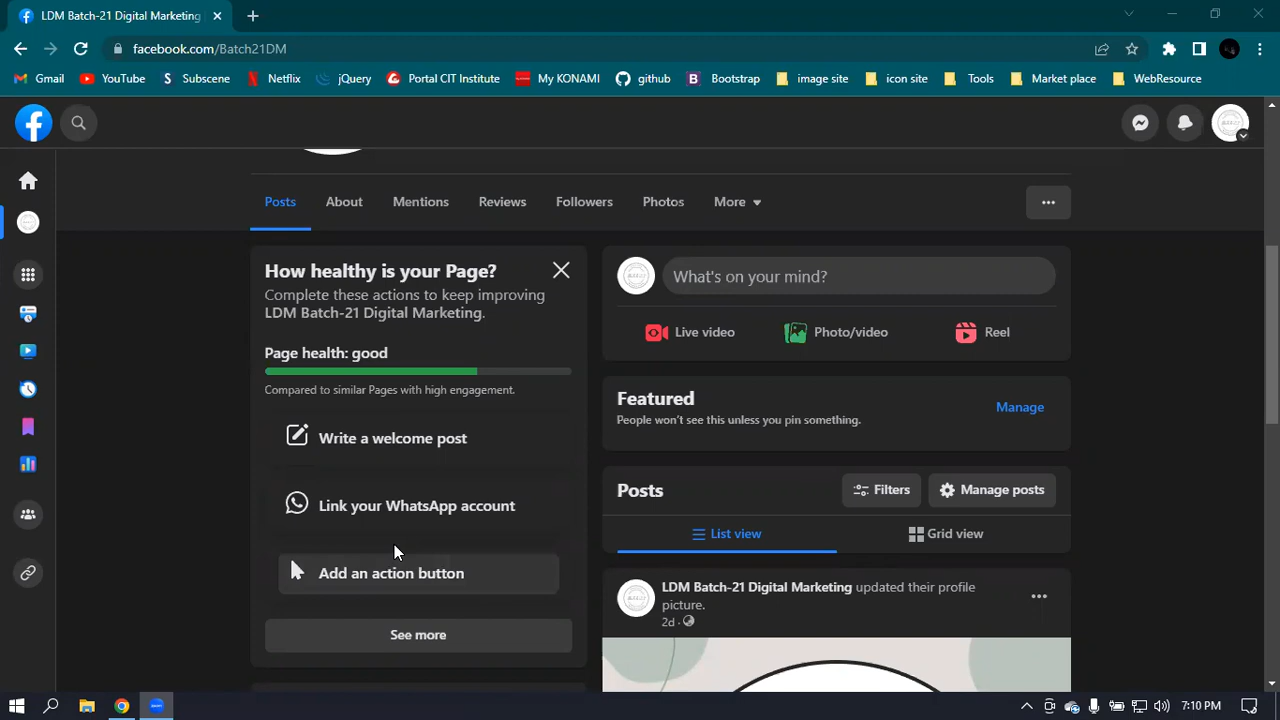 LDM Batch-21 Digital Marketing
facebook.com/Batch21DM
Gmail YouTube Subscene Netflix jQuery Portal CIT Institute My KONAMI github Bootstrap image site icon site Tools Market place WebResource
Posts About Mentions Reviews Followers Photos More
How healthy is your Page?
Complete these actions to keep improving
LDM Batch-21 Digital Marketing.
Page health: good
Compared to similar Pages with high engagement.
Write a welcome post
Link your WhatsApp account
Add an action button
See more
What's on your mind?
Live video Photo/video Reel
Featured
People won't see this unless you pin something.
Manage
Posts Filters Manage posts
List view Grid view
LDM Batch-21 Digital Marketing updated their profile
picture.
2d
7:10 PM